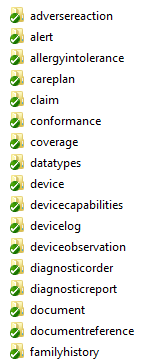 adversereaction
alert
allergyintolerance
careplan
claim
conformance
coverage
datatypes
device
devicecapabilities
devicelog
deviceobservation
diagnosticorder
diagnosticreport
document
documentreference
familyhistory